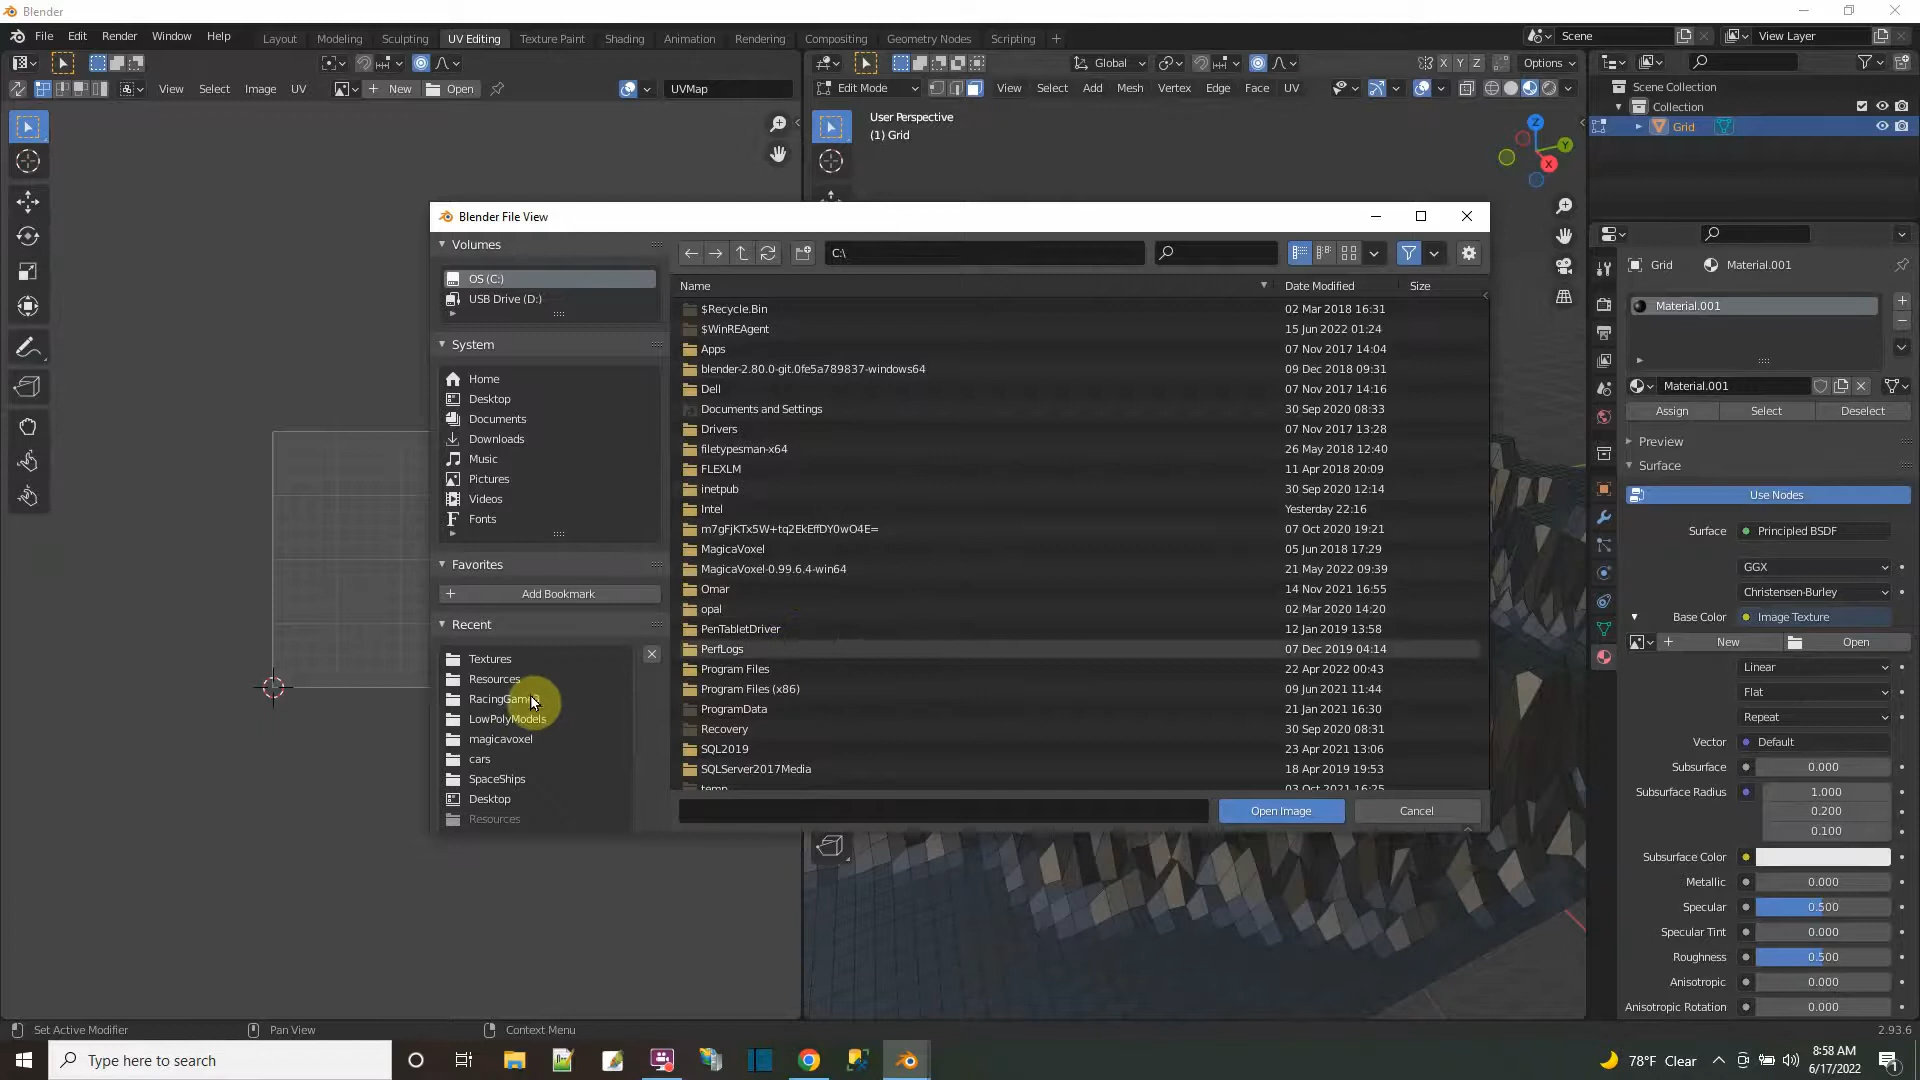 Blender
File Edit Render Window Help Layout Modeling Sculpting UV Editing Texture Paint Shading Animation Rendering Compositing Geometry Nodes Scripting + Scene View Layer
Global X Y Z Options
View Select Image UV + New Open UVMap Edit Mode View Select Add Mesh Vertex Edge Face UV
Scene Collection
Collection
Grid
User Perspective
(1) Grid
Z Y X
Blender File View
Volumes
OS (C:)
USB Drive (D:)
System
Home
Desktop
Documents
Downloads
Music
Pictures
Videos
Fonts
Favorites
+ Add Bookmark
Recent
Textures
Resources
LowPolyModels
magicavoxel
cars
SpaceShips
Desktop
Resources
C:\
Name Date Modified Size
$Recycle.Bin 02 Mar 2018 16:31
$WinREAgent 15 Jun 2022 01:24
Apps 07 Nov 2017 14:04
blender-2.80.0-git.0fe5a789837-windows64 09 Dec 2018 09:31
Dell 07 Nov 2017 14:16
Documents and Settings 30 Sep 2020 08:33
Drivers 07 Nov 2017 13:28
filetypesman-x64 26 May 2018 12:40
FLEXLM 11 Apr 2018 20:09
inetpub 30 Sep 2020 12:14
Intel Yesterday 22:16
m7gFjKTx5W+tq2EkEffDY0wO4E= 07 Oct 2020 19:21
MagicaVoxel 05 Jun 2018 17:29
MagicaVoxel-0.99.6.4-win64 21 May 2022 09:39
Omar 14 Nov 2021 16:55
opal 02 Mar 2020 14:20
PenTabletDriver 12 Jan 2019 13:58
PerfLogs 07 Dec 2019 04:14
Program Files 22 Apr 2022 00:43
Program Files (x86) 09 Jun 2021 11:44
ProgramData 21 Jan 2021 16:30
Recovery 30 Sep 2020 08:31
SQL2019 23 Apr 2021 13:06
SQLServer2017Media 18 Apr 2019 19:53
temp 03 Oct 2021 16:25
Open Image Cancel
Grid Material.001
Material.001
Material.001
Assign Select Deselect
Preview
Surface
Use Nodes
Surface Principled BSDF
GGX
Christensen-Burley
Base Color Image Texture
+ New Open
Linear
Flat
Repeat
Vector Default
Subsurface 0.000
Subsurface Radius 1.000
0.200
0.100
Subsurface Color
Metallic 0.000
Specular 0.500
Specular Tint 0.000
Roughness 0.500
Anisotropic 0.000
Anisotropic Rotation 0.000
Set Active Modifier Pan View Context Menu 2.93.6
Type here to search 78°F Clear 8:58 AM
6/17/2022 1